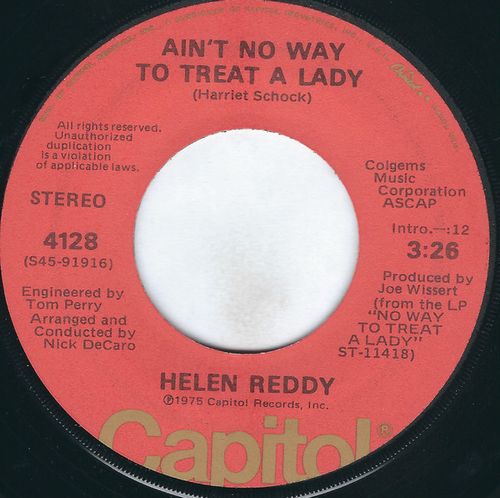 AIN'T NO WAY
TO TREAT A LADY
(Harriet Schock)
All rights reserved.
Unauthorized
duplication
is a violation
of applicable laws.
STEREO
4128
(S45-91916)
Engineered by
Tom Perry
Arranged and
Conducted by
Nick DeCaro
Colgems
Music
Corporation
ASCAP
Intro.—:12
3:26
Produced by
Joe Wissert
(from the LP
"NO WAY
TO TREAT
A LADY"
ST-11418)
HELEN REDDY
℗1975 Capitol Records, Inc.
Capitol®